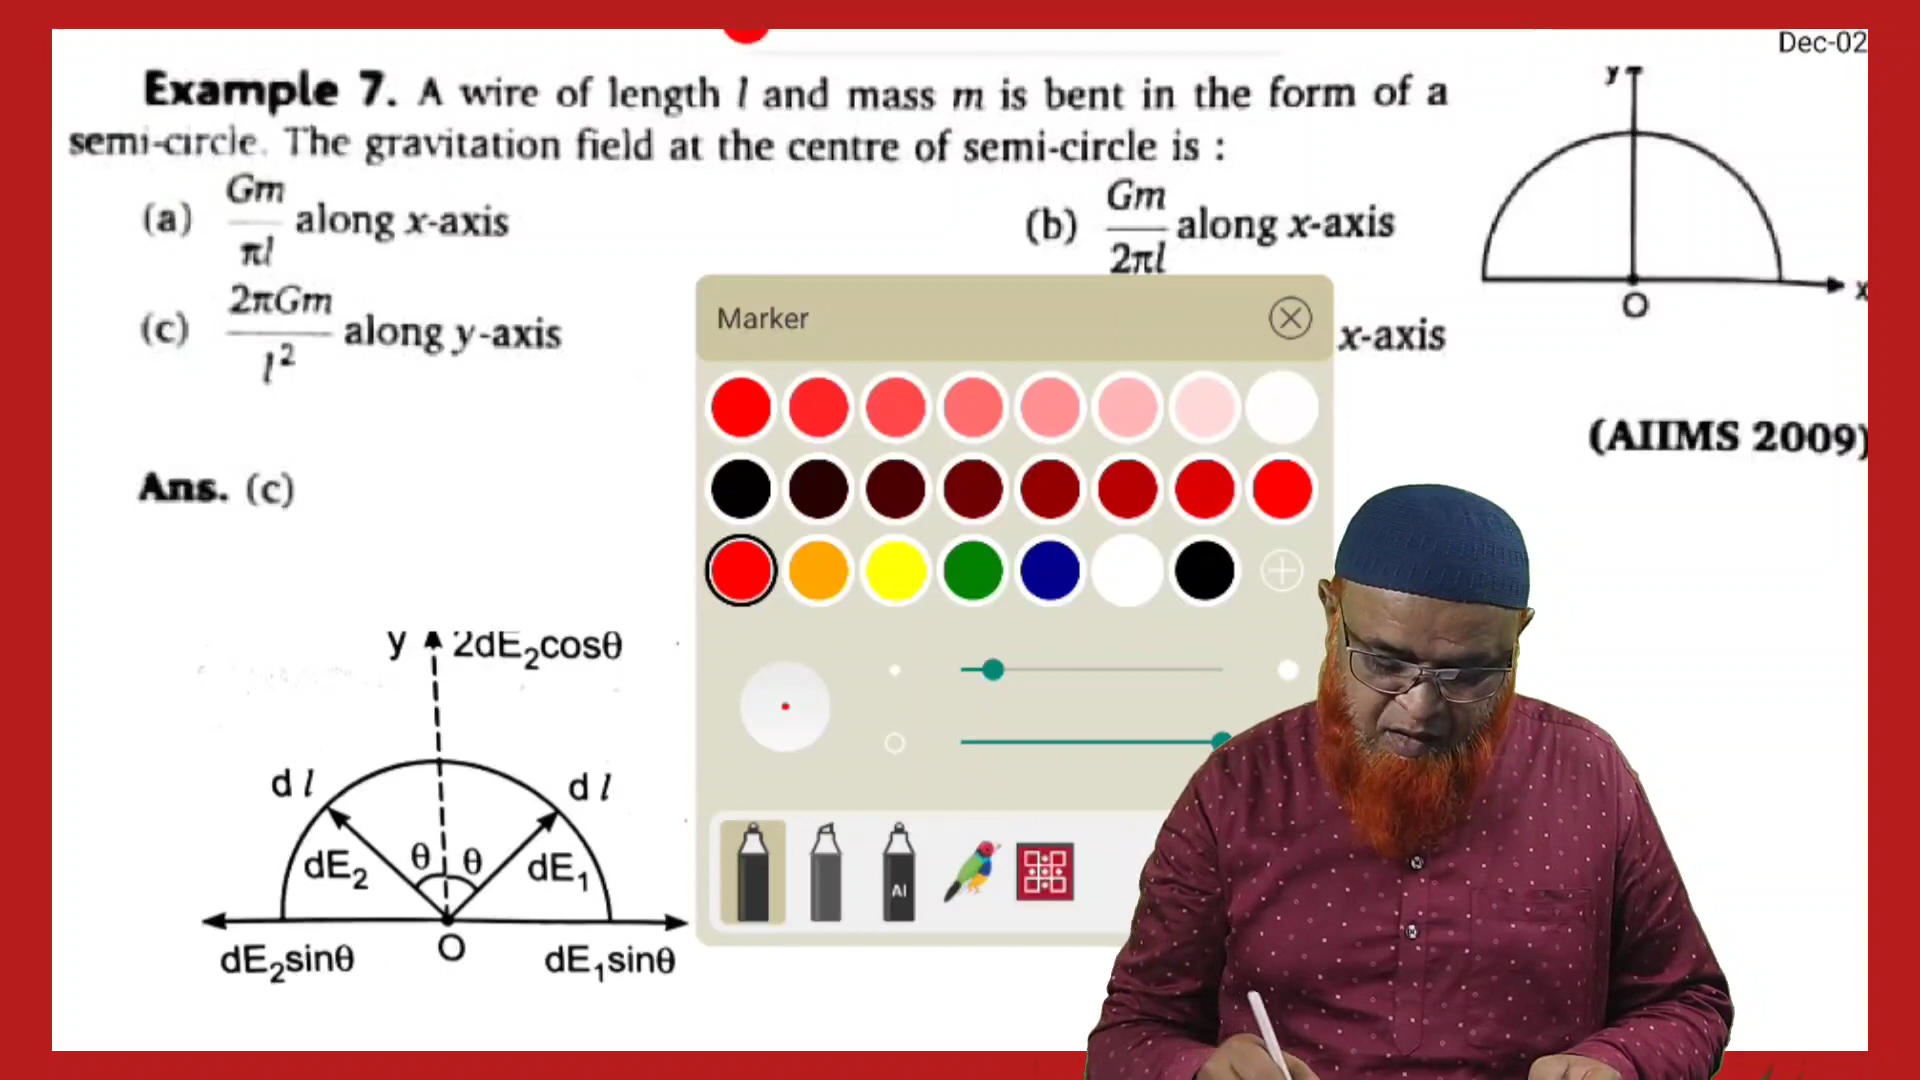 Dec-02
Example 7. A wire of length l and mass m is bent in the form of a
semi-circle. The gravitation field at the centre of semi-circle is :
(a) Gm/πl along x-axis
(b) Gm/2πl along x-axis
(c) 2πGm/l² along y-axis
x-axis
y
x
O
(AIIMS 2009)
Ans. (c)
Marker
AI
y 2dE₂cosθ
dl dl
dE₂ θ θ dE₁
dE₂sinθ O dE₁sinθ